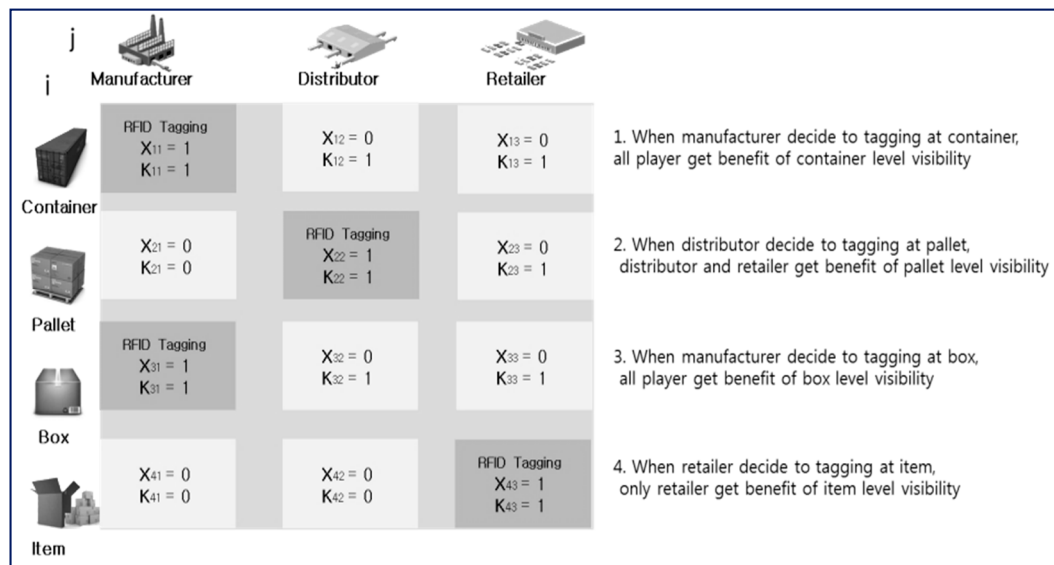 j
i
Manufacturer
Distributor
Retailer
RFID Tagging
X11 = 1
K11 = 1
X12 = 0
K12 = 1
X13 = 0
K13 = 1
1. When manufacturer decide to tagging at container,
all player get benefit of container level visibility
Container
X21 = 0
K21 = 0
RFID Tagging
X22 = 1
K22 = 1
X23 = 0
K23 = 1
2. When distributor decide to tagging at pallet,
distributor and retailer get benefit of pallet level visibility
Pallet
RFID Tagging
X31 = 1
K31 = 1
X32 = 0
K32 = 1
X33 = 0
K33 = 1
3. When manufacturer decide to tagging at box,
all player get benefit of box level visibility
Box
X41 = 0
K41 = 0
X42 = 0
K42 = 0
RFID Tagging
X43 = 1
K43 = 1
4. When retailer decide to tagging at item,
only retailer get benefit of item level visibility
Item